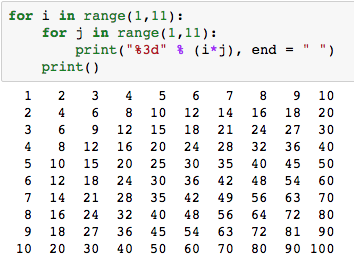 for i in range(1,11):
    for j in range(1,11):
        print("%3d" % (i*j), end = " ")
    print()
  1   2   3   4   5   6   7   8   9  10
  2   4   6   8  10  12  14  16  18  20
  3   6   9  12  15  18  21  24  27  30
  4   8  12  16  20  24  28  32  36  40
  5  10  15  20  25  30  35  40  45  50
  6  12  18  24  30  36  42  48  54  60
  7  14  21  28  35  42  49  56  63  70
  8  16  24  32  40  48  56  64  72  80
  9  18  27  36  45  54  63  72  81  90
 10  20  30  40  50  60  70  80  90 100